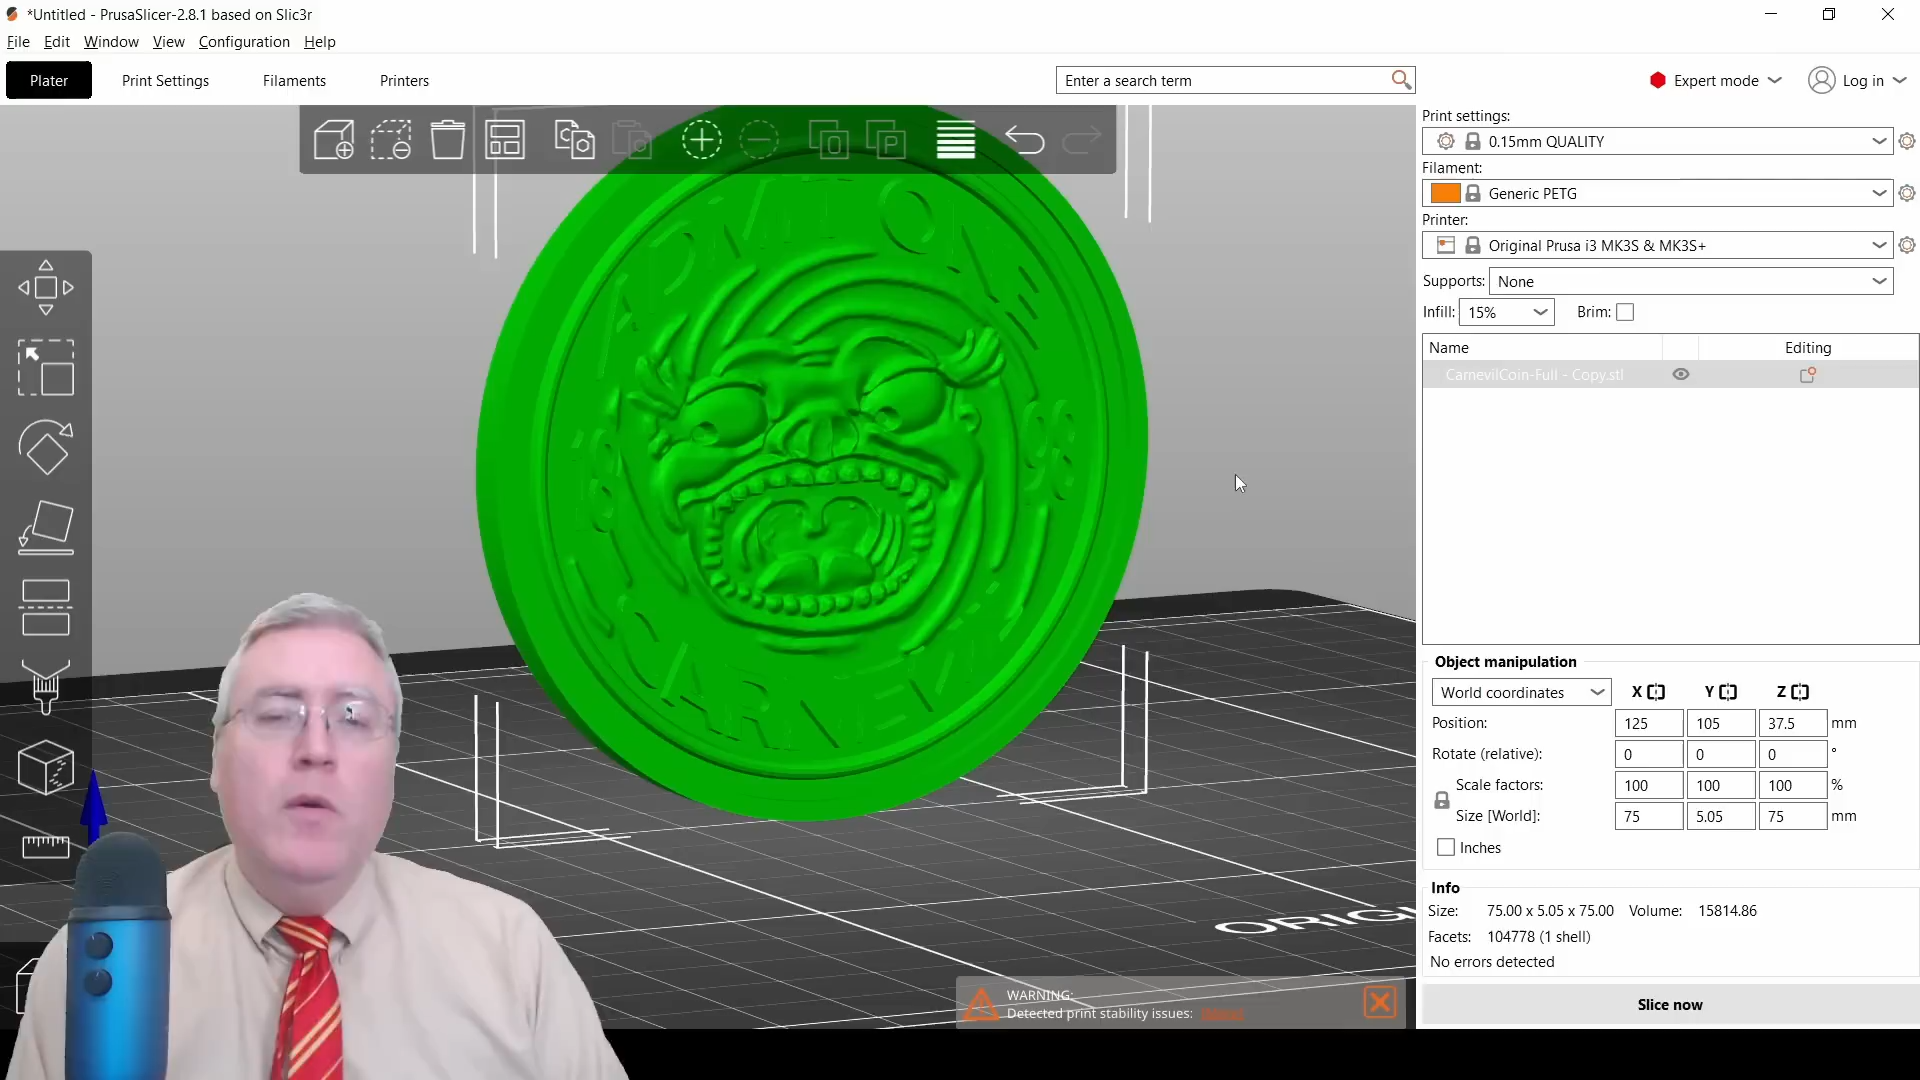 *Untitled - PrusaSlicer-2.8.1 based on Slic3r
File Edit Window View Configuration Help
Plater Print Settings Filaments Printers
Enter a search term
Expert mode Log in
Print settings:
0.15mm QUALITY
Filament:
Generic PETG
Printer:
Original Prusa i3 MK3S & MK3S+
Supports: None
Infill: 15% Brim:
Name Editing
CarnevilCoin-Full - Copy.stl
ADMIT ONE
18 98
CARNEVIL
Object manipulation
World coordinates X Y Z
Position: 125 105 37.5 mm
Rotate (relative): 0 0 0 °
Scale factors: 100 100 100 %
Size [World]: 75 5.05 75 mm
Inches
Info
Size: 75.00 x 5.05 x 75.00 Volume: 15814.86
Facets: 104778 (1 shell)
No errors detected
Slice now
WARNING:
Detected print stability issues: